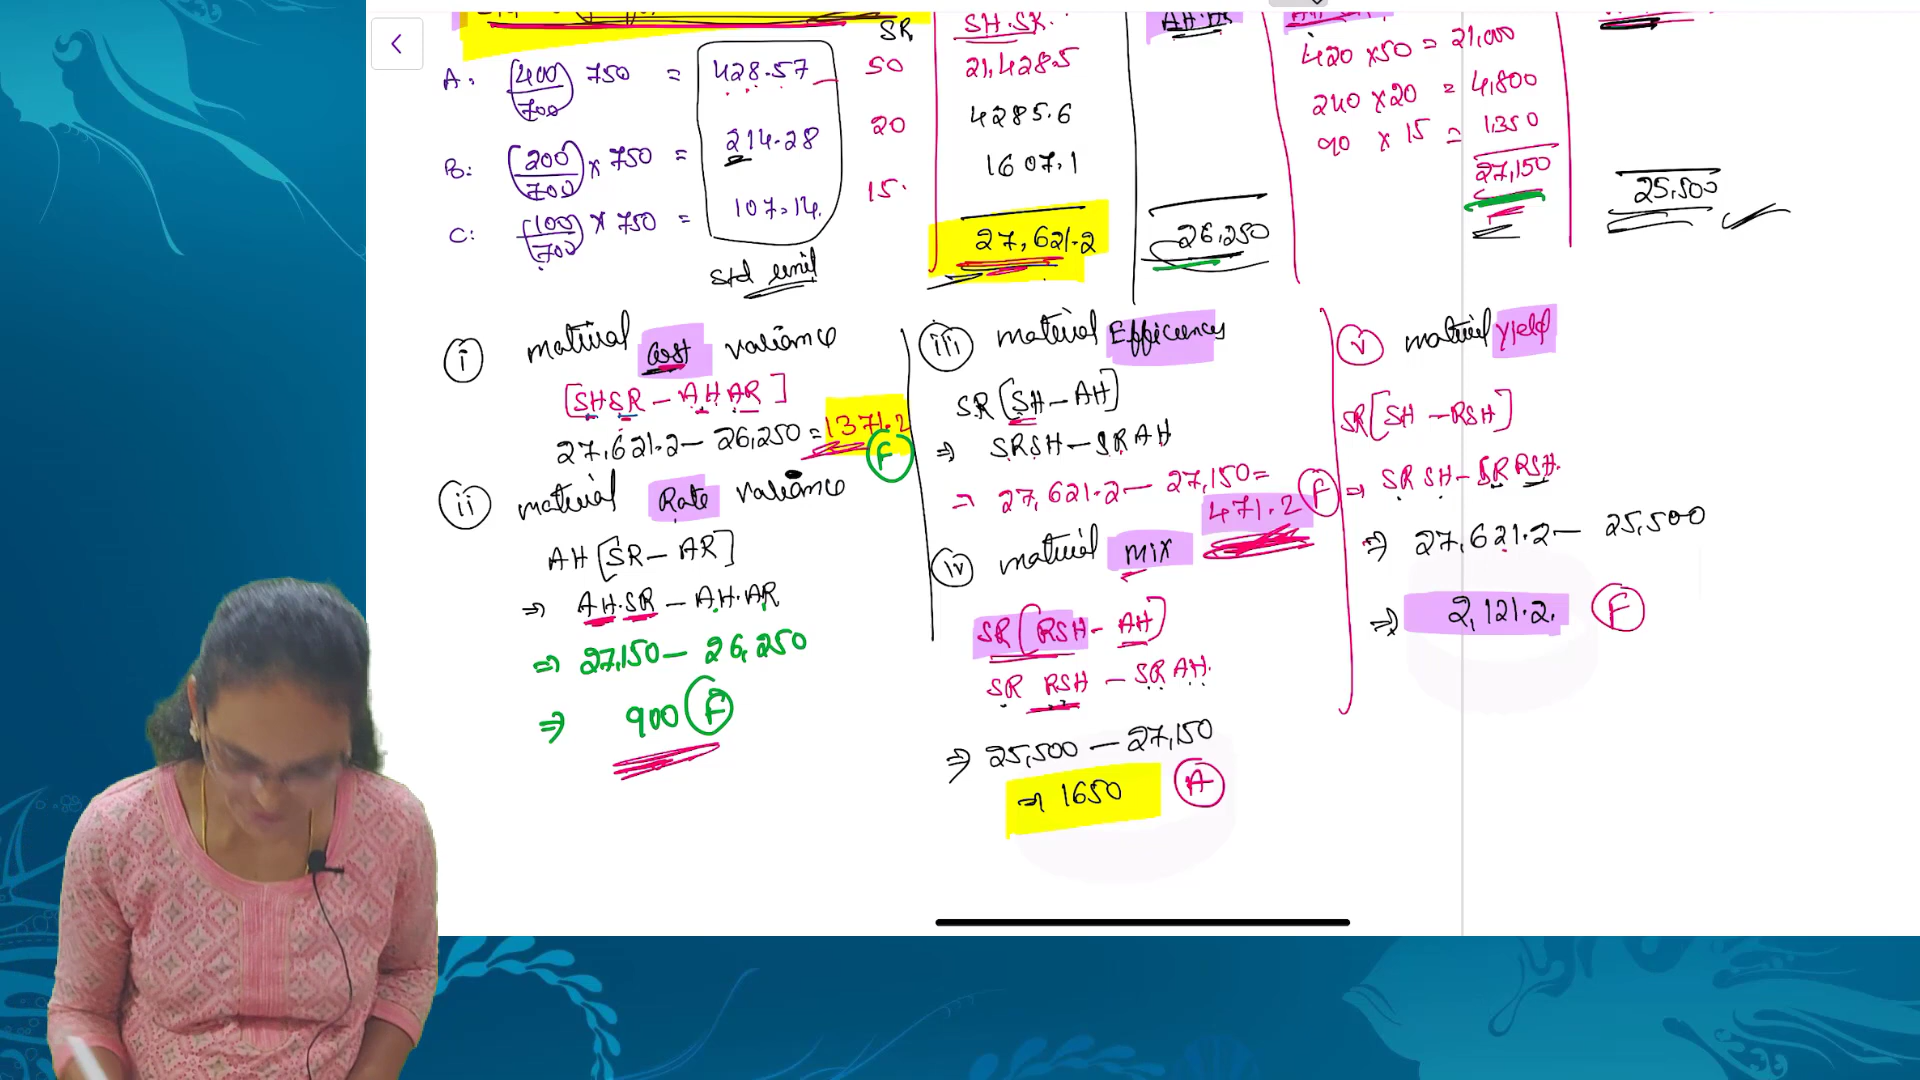 SR
SH.SR.
AH.AR
A: (400/700) 750 = 428.57 50 21,428.5
B: (200/700) x 750 = 214.28 20 4285.6
C: (100/700) x 750 = 107.14. 15. 1607.1
std unit
27,621.2
26,250
420 x 50 = 21,000
240 x 20 = 4,800
90 x 15 = 1350
27,150
25,500
i material cost variance
[SHSR - AHAR]
27,621.2 - 26,250 = 1371.2 F
ii material Rate variance
AH [SR - AR]
⇒ AH.SR - AH.AR
⇒ 27,150 - 26,250
⇒ 900 F
iii material Efficiency
SR [SH - AH]
⇒ SRSH - SRAH
⇒ 27,621.2 - 27,150 =
471.2 F
iv material mix
SR [RSH - AH]
SR RSH - SR AH.
⇒ 25,500 - 27,150
⇒ 1650 A
v material Yield
SR [SH - RSH]
⇒ SR SH - SR RSH.
⇒ 27,621.2 - 25,500
⇒ 2,121.2. F